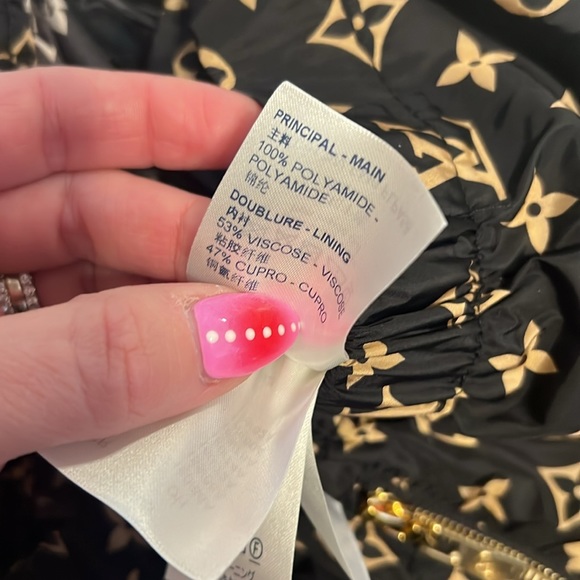 PRINCIPAL - MAIN
主料
100% POLYAMIDE -
POLYAMIDE
锦纶
DOUBLURE - LINING
内衬
53% VISCOSE - VISCOSE
粘胶纤维
47% CUPRO - CUPRO
铜氨纤维
F